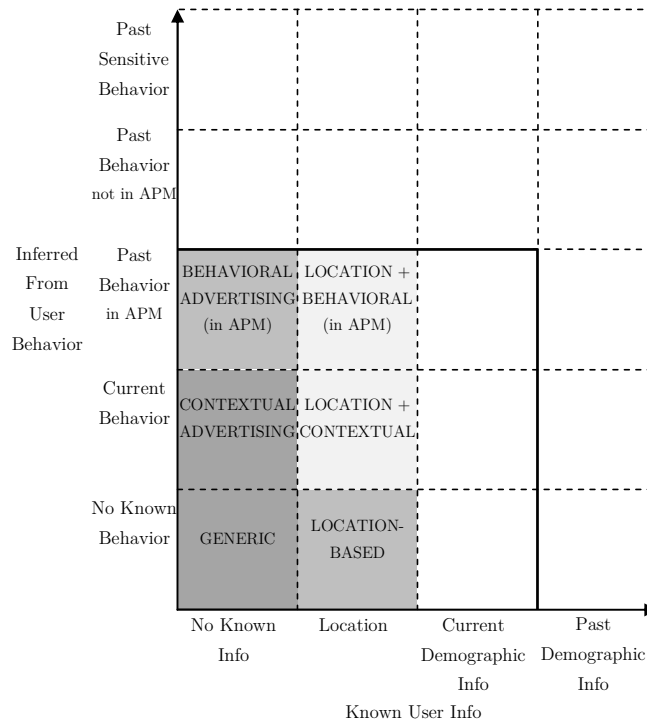 Past
Sensitive
Behavior
Past
Behavior
not in APM
Inferred
From
User
Behavior
Past
Behavior
in APM
BEHAVIORAL
ADVERTISING
(in APM)
LOCATION +
BEHAVIORAL
(in APM)
Current
Behavior
CONTEXTUAL
ADVERTISING
LOCATION +
CONTEXTUAL
No Known
Behavior
GENERIC
LOCATION-
BASED
No Known
Info
Location
Current
Demographic
Info
Past
Demographic
Info
Known User Info